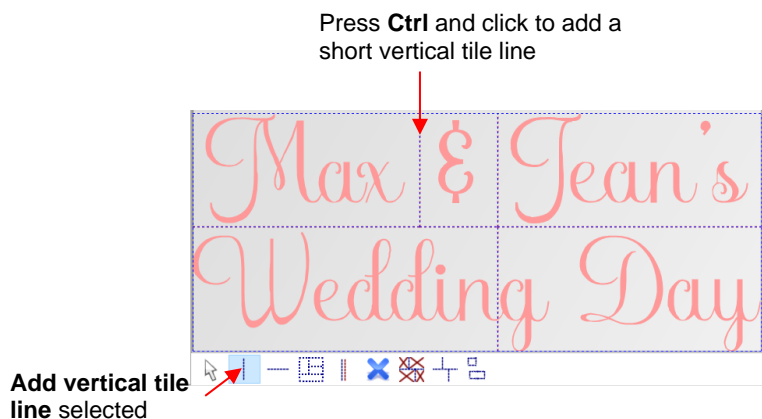 Press Ctrl and click to add a
short vertical tile line
Max & Jean's
Wedding Day
Add vertical tile
line selected